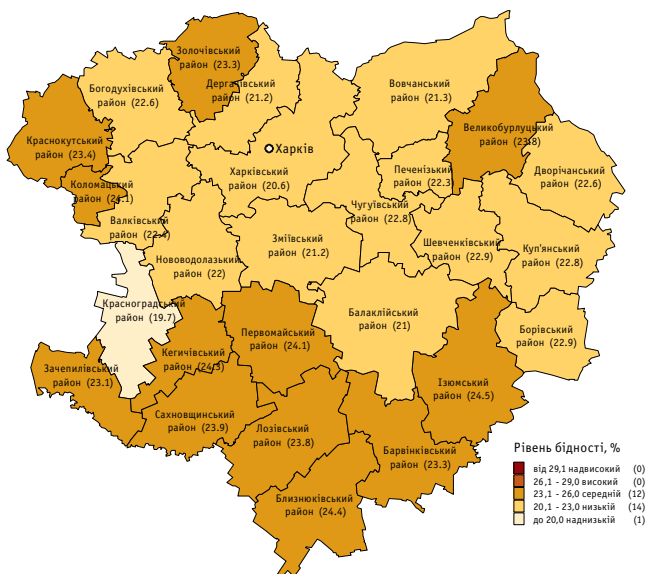 Золочівський
район (23.3)
Дергачівський
район (21.2)
Богодухівський
район (22.6)
Вовчанський
район (21.3)
Великобурлуцький
район (23.8)
Краснокутський
район (23.4)
Харків
Харківський
район (20.6)
Печенізький
район (22.3)
Дворічанський
район (22.6)
Коломацький
район (24.1)
Чугуївський
район (22.8)
Валківський
район (22.4)
Зміївський
район (21.2)
Шевченківський
район (22.9)
Куп'янський
район (22.8)
Нововодолазький
район (22)
Красноградський
район (19.7)
Балаклійський
район (21)
Борівський
район (22.9)
Первомайський
район (24.1)
Кегичівський
район (24.3)
Зачепилівський
район (23.1)
Ізюмський
район (24.5)
Сахновщинський
район (23.9)
Лозівський
район (23.8)
Барвінківський
район (23.3)
Близнюківський
район (24.4)
Рівень бідності, %
від 29,1 надвисокий (0)
26,1 - 29,0 високий (0)
23,1 - 26,0 середній (12)
20,1 - 23,0 низькій (14)
до 20,0 наднизькій (1)